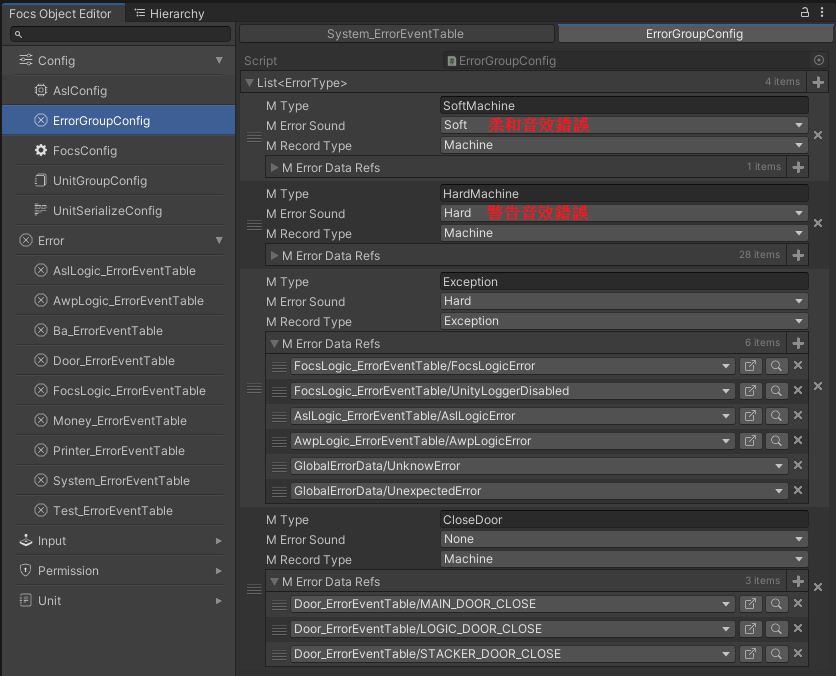 Focs Object Editor
Hierarchy
Config
AslConfig
ErrorGroupConfig
FocsConfig
UnitGroupConfig
UnitSerializeConfig
Error
AslLogic_ErrorEventTable
AwpLogic_ErrorEventTable
Ba_ErrorEventTable
Door_ErrorEventTable
FocsLogic_ErrorEventTable
Money_ErrorEventTable
Printer_ErrorEventTable
System_ErrorEventTable
Test_ErrorEventTable
Input
Permission
Unit
System_ErrorEventTable
ErrorGroupConfig
Script
ErrorGroupConfig
List<ErrorType>
4 items
M Type
SoftMachine
M Error Sound
Soft
柔和音效錯誤
M Record Type
Machine
M Error Data Refs
1 items
M Type
HardMachine
M Error Sound
Hard
警告音效錯誤
M Record Type
Machine
M Error Data Refs
28 items
M Type
Exception
M Error Sound
Hard
M Record Type
Exception
M Error Data Refs
6 items
FocsLogic_ErrorEventTable/FocsLogicError
FocsLogic_ErrorEventTable/UnityLoggerDisabled
AslLogic_ErrorEventTable/AslLogicError
AwpLogic_ErrorEventTable/AwpLogicError
GlobalErrorData/UnknowError
GlobalErrorData/UnexpectedError
M Type
CloseDoor
M Error Sound
None
M Record Type
Machine
M Error Data Refs
3 items
Door_ErrorEventTable/MAIN_DOOR_CLOSE
Door_ErrorEventTable/LOGIC_DOOR_CLOSE
Door_ErrorEventTable/STACKER_DOOR_CLOSE